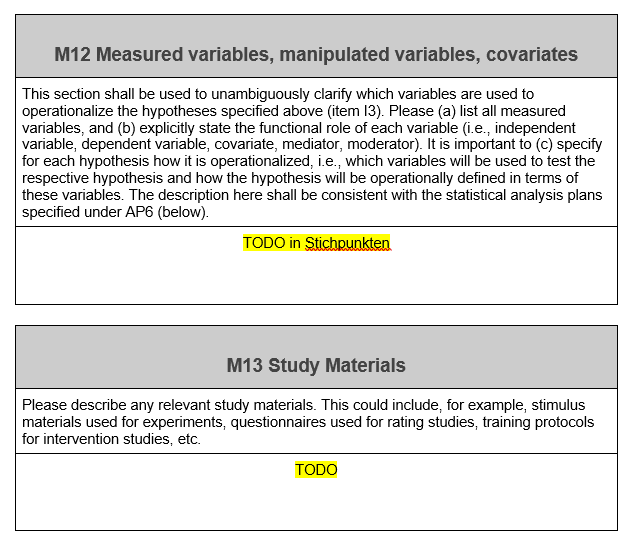 M12 Measured variables, manipulated variables, covariates
This section shall be used to unambiguously clarify which variables are used to
operationalize the hypotheses specified above (item I3). Please (a) list all measured
variables, and (b) explicitly state the functional role of each variable (i.e., independent
variable, dependent variable, covariate, mediator, moderator). It is important to (c) specify
for each hypothesis how it is operationalized, i.e., which variables will be used to test the
respective hypothesis and how the hypothesis will be operationally defined in terms of
these variables. The description here shall be consistent with the statistical analysis plans
specified under AP6 (below).
TODO in Stichpunkten
M13 Study Materials
Please describe any relevant study materials. This could include, for example, stimulus
materials used for experiments, questionnaires used for rating studies, training protocols
for intervention studies, etc.
TODO